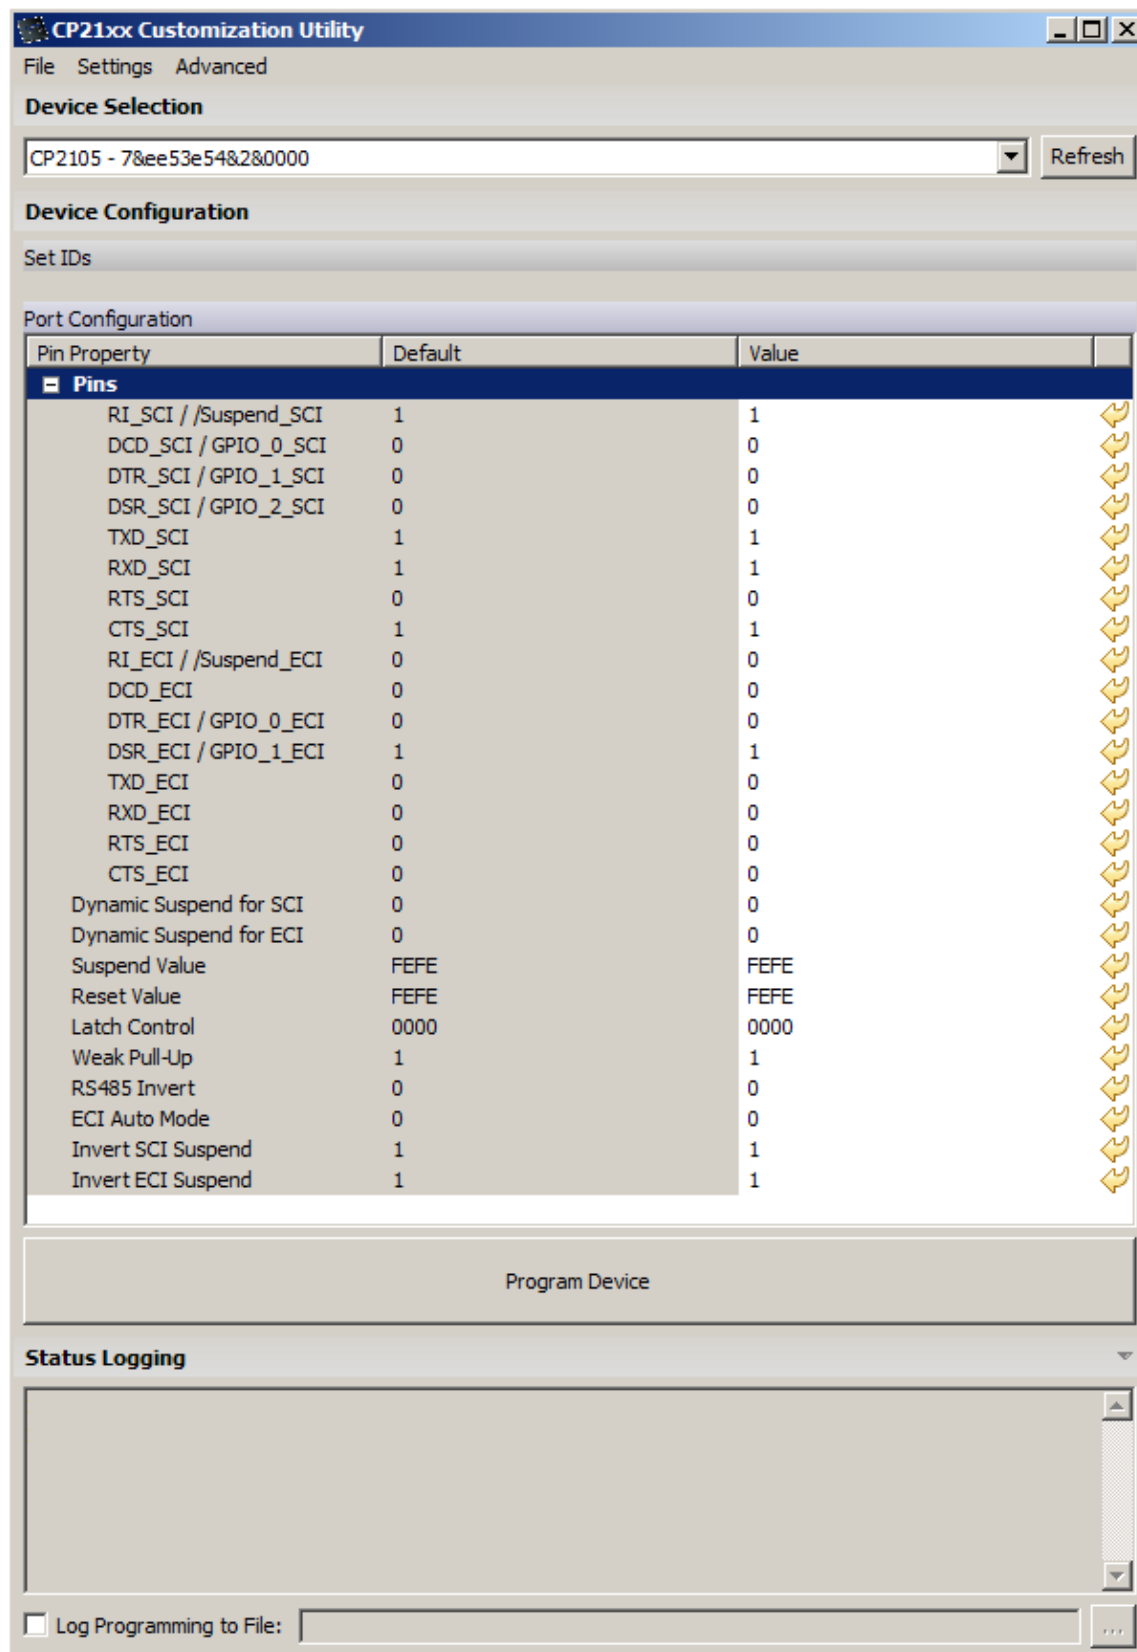 CP21xx Customization Utility
File Settings Advanced
Device Selection
CP2105 - 7&ee53e54&2&0000 Refresh
Device Configuration
Set IDs
Port Configuration
Pin Property Default Value
Pins
RI_SCI / /Suspend_SCI 1 1
DCD_SCI / GPIO_0_SCI 0 0
DTR_SCI / GPIO_1_SCI 0 0
DSR_SCI / GPIO_2_SCI 0 0
TXD_SCI 1 1
RXD_SCI 1 1
RTS_SCI 0 0
CTS_SCI 1 1
RI_ECI / /Suspend_ECI 0 0
DCD_ECI 0 0
DTR_ECI / GPIO_0_ECI 0 0
DSR_ECI / GPIO_1_ECI 1 1
TXD_ECI 0 0
RXD_ECI 0 0
RTS_ECI 0 0
CTS_ECI 0 0
Dynamic Suspend for SCI 0 0
Dynamic Suspend for ECI 0 0
Suspend Value FEFE FEFE
Reset Value FEFE FEFE
Latch Control 0000 0000
Weak Pull-Up 1 1
RS485 Invert 0 0
ECI Auto Mode 0 0
Invert SCI Suspend 1 1
Invert ECI Suspend 1 1
Program Device
Status Logging
Log Programming to File: ...